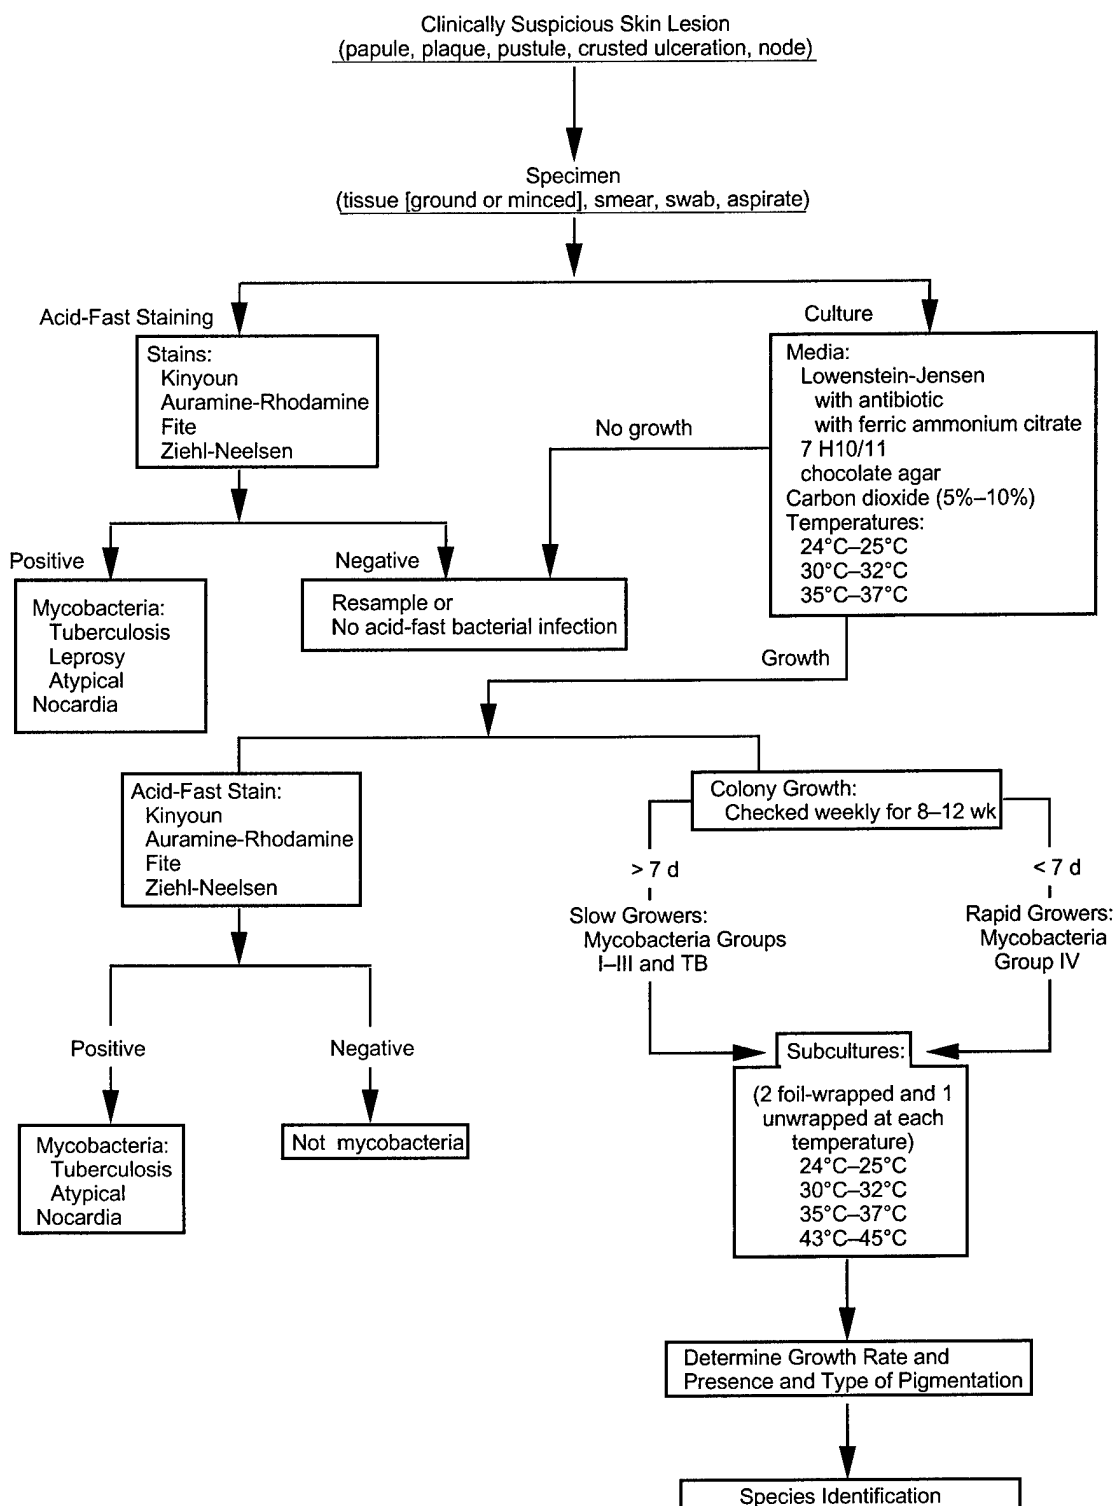 Clinically Suspicious Skin Lesion
(papule, plaque, pustule, crusted ulceration, node)
Specimen
(tissue [ground or minced], smear, swab, aspirate)
Acid-Fast Staining
Stains:
Kinyoun
Auramine-Rhodamine
Fite
Ziehl-Neelsen
Culture
Media:
Lowenstein-Jensen
with antibiotic
with ferric ammonium citrate
7 H10/11
chocolate agar
Carbon dioxide (5%–10%)
Temperatures:
24°C–25°C
30°C–32°C
35°C–37°C
No growth
Positive
Mycobacteria:
Tuberculosis
Leprosy
Atypical
Nocardia
Negative
Resample or
No acid-fast bacterial infection
Growth
Acid-Fast Stain:
Kinyoun
Auramine-Rhodamine
Fite
Ziehl-Neelsen
Colony Growth:
Checked weekly for 8–12 wk
> 7 d
Slow Growers:
Mycobacteria Groups
I–III and TB
< 7 d
Rapid Growers:
Mycobacteria
Group IV
Positive
Mycobacteria:
Tuberculosis
Atypical
Nocardia
Negative
Not mycobacteria
Subcultures:
(2 foil-wrapped and 1
unwrapped at each
temperature)
24°C–25°C
30°C–32°C
35°C–37°C
43°C–45°C
Determine Growth Rate and
Presence and Type of Pigmentation
Species Identification